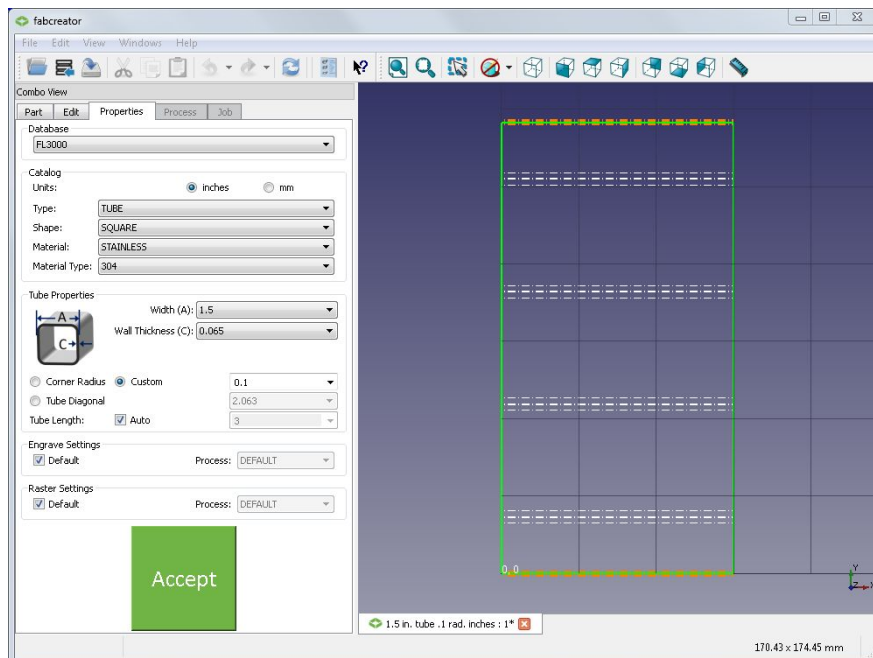 fabcreator
File Edit View Windows Help
Combo View
Part Edit Properties Process Job
Database
FL3000
Catalog
Units: inches mm
Type: TUBE
Shape: SQUARE
Material: STAINLESS
Material Type: 304
Tube Properties
A
C
Width (A): 1.5
Wall Thickness (C): 0.065
Corner Radius Custom 0.1
Tube Diagonal 2.063
Tube Length: Auto 3
Engrave Settings
Default Process: DEFAULT
Raster Settings
Default Process: DEFAULT
Accept
0, 0
Y
Z X
1.5 in. tube .1 rad. inches : 1*
170.43 x 174.45 mm